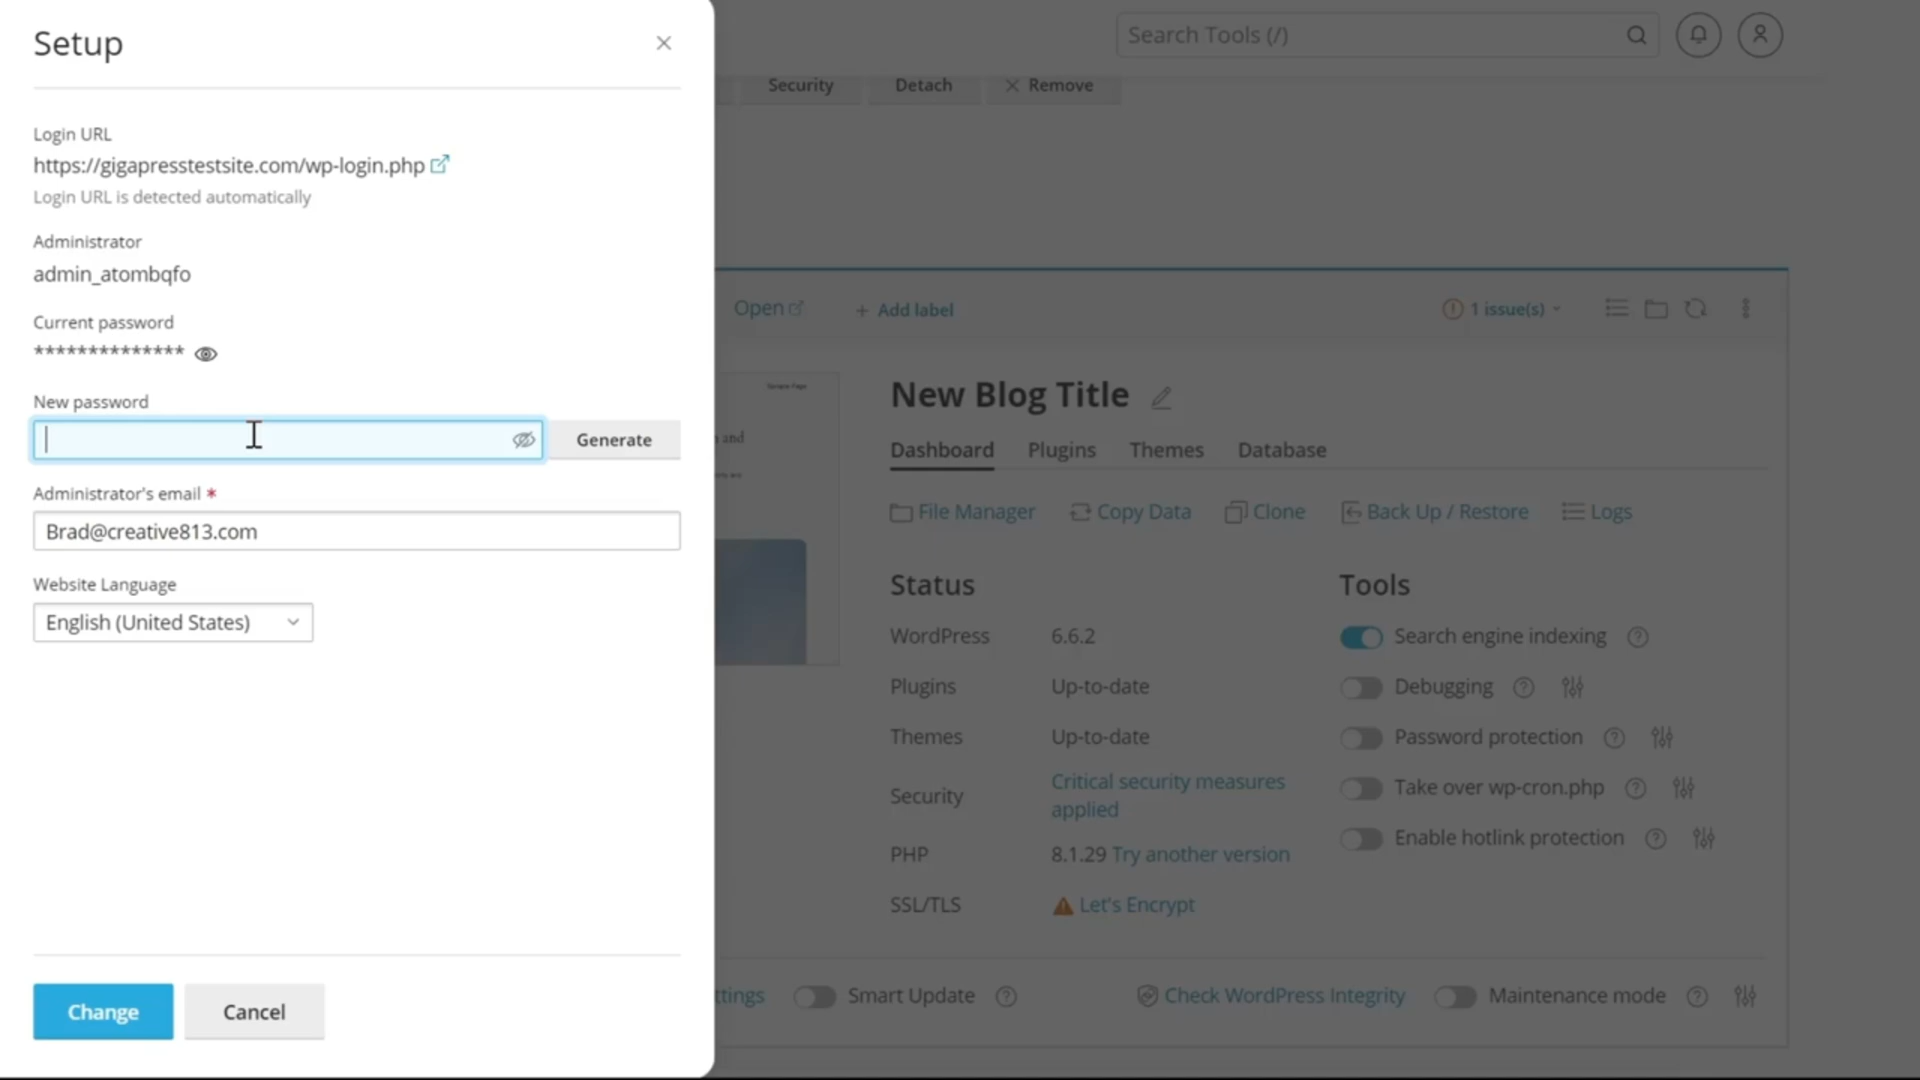 Setup
Login URL
https://gigapresstestsite.com/wp-login.php
Login URL is detected automatically
Administrator
admin_atombqfo
Current password
**************
New password
Generate
Administrator's email *
Brad@creative813.com
Website Language
English (United States)
Change
Cancel
Search Tools (/)
Security
Detach
Remove
Open
+ Add label
1 issue(s)
Sample Page
and
New Blog Title
Dashboard
Plugins
Themes
Database
File Manager
Copy Data
Clone
Back Up / Restore
Logs
Status
WordPress 6.6.2
Plugins Up-to-date
Themes Up-to-date
Security Critical security measures
applied
PHP 8.1.29 Try another version
SSL/TLS Let's Encrypt
Tools
Search engine indexing
Debugging
Password protection
Take over wp-cron.php
Enable hotlink protection
ttings
Smart Update
Check WordPress Integrity
Maintenance mode